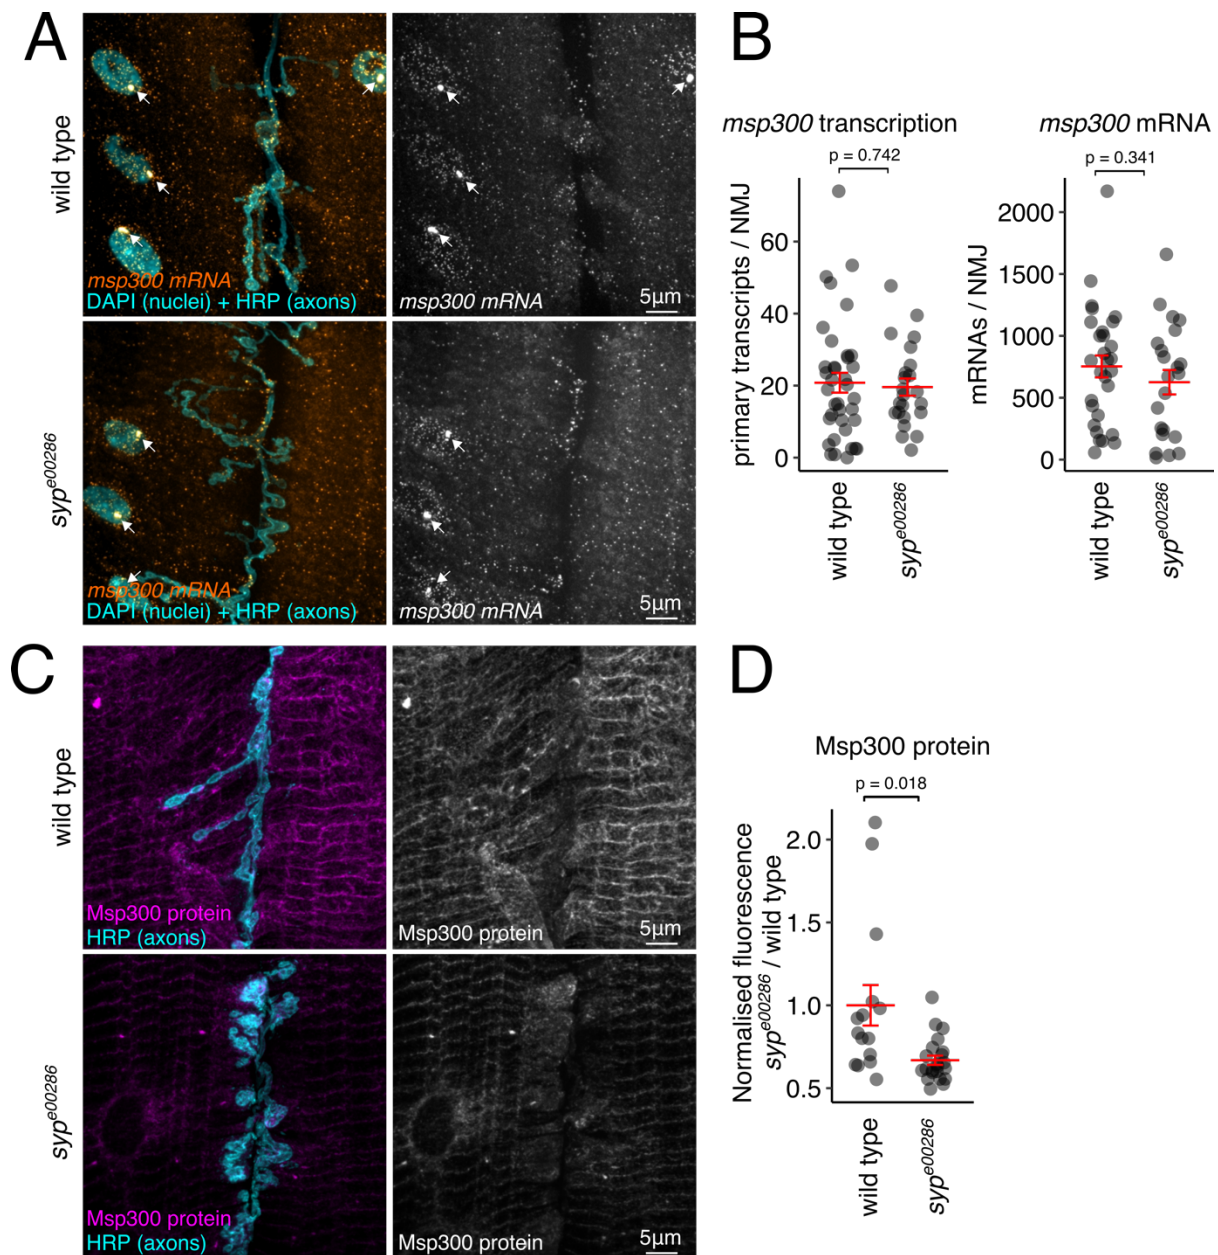 A
wild type
msp300 mRNA
DAPI (nuclei) + HRP (axons)
msp300 mRNA
5μm
syp^e00286
msp300 mRNA
DAPI (nuclei) + HRP (axons)
msp300 mRNA
5μm
B
msp300 transcription
p = 0.742
primary transcripts / NMJ
60
40
20
0
wild type
syp^e00286
msp300 mRNA
p = 0.341
mRNAs / NMJ
2000
1500
1000
500
0
wild type
syp^e00286
C
wild type
Msp300 protein
HRP (axons)
Msp300 protein
5μm
syp^e00286
Msp300 protein
HRP (axons)
Msp300 protein
5μm
D
Msp300 protein
p = 0.018
Normalised fluorescence
syp^e00286 / wild type
2.0
1.5
1.0
0.5
wild type
syp^e00286